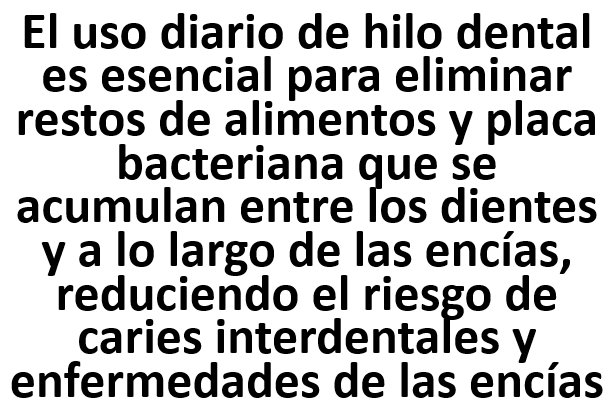 El uso diario de hilo dental
es esencial para eliminar
restos de alimentos y placa
bacteriana que se
acumulan entre los dientes
y a lo largo de las encías,
reduciendo el riesgo de
caries interdentales y
enfermedades de las encías